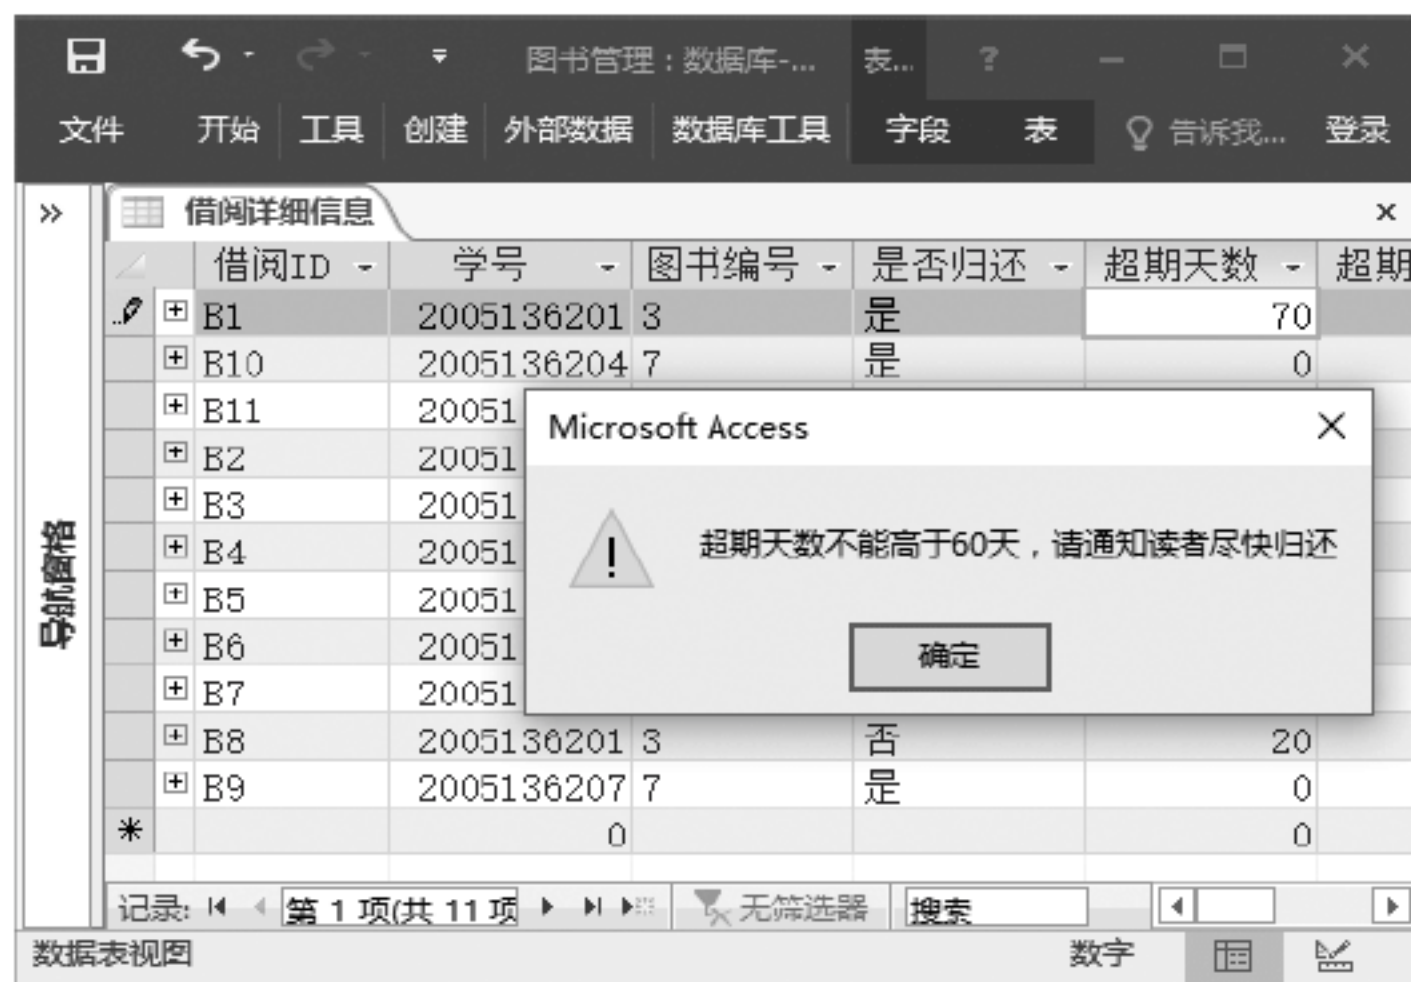 图书管理：数据库-... 表... ?
文件 开始 工具 创建 外部数据 数据库工具 字段 表 告诉我... 登录
借阅详细信息
导航窗格
借阅ID 学号 图书编号 是否归还 超期天数 超期
B1 2005136201 3 是 70
B10 2005136204 7 是 0
B11 20051
B2 20051
B3 20051
B4 20051
B5 20051
B6 20051
B7 20051
B8 2005136201 3 否 20
B9 2005136207 7 是 0
0 0
Microsoft Access
超期天数不能高于60天，请通知读者尽快归还
确定
记录: 第 1 项(共 11 项 无筛选器 搜索
数据表视图 数字